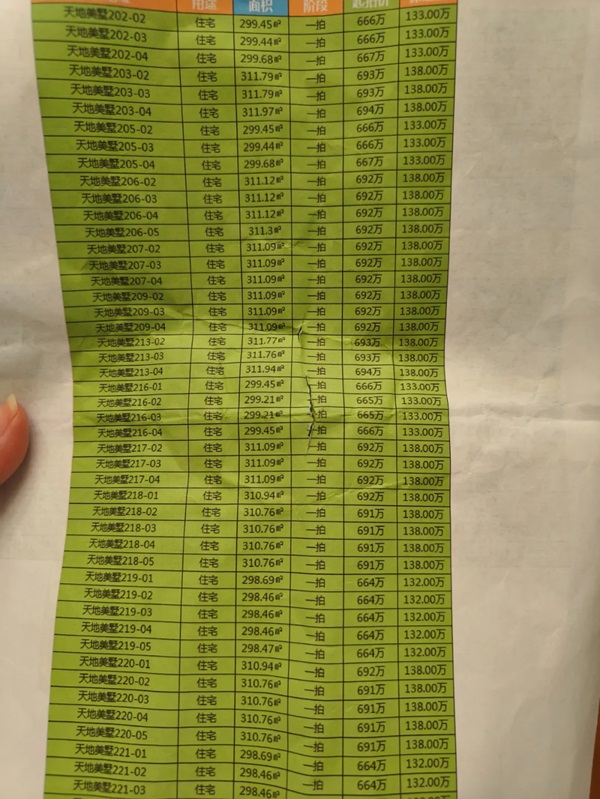 用途 面积 阶段 起拍价
天地美墅202-02 住宅 299.45㎡ 一拍 666万 133.00万
天地美墅202-03 住宅 299.44㎡ 一拍 666万 133.00万
天地美墅202-04 住宅 299.68㎡ 一拍 667万 133.00万
天地美墅203-02 住宅 311.79㎡ 一拍 693万 138.00万
天地美墅203-03 住宅 311.79㎡ 一拍 693万 138.00万
天地美墅203-04 住宅 311.97㎡ 一拍 694万 138.00万
天地美墅205-02 住宅 299.45㎡ 一拍 666万 133.00万
天地美墅205-03 住宅 299.44㎡ 一拍 666万 133.00万
天地美墅205-04 住宅 299.68㎡ 一拍 667万 133.00万
天地美墅206-02 住宅 311.12㎡ 一拍 692万 138.00万
天地美墅206-03 住宅 311.12㎡ 一拍 692万 138.00万
天地美墅206-04 住宅 311.12㎡ 一拍 692万 138.00万
天地美墅206-05 住宅 311.3㎡ 一拍 692万 138.00万
天地美墅207-02 住宅 311.09㎡ 一拍 692万 138.00万
天地美墅207-03 住宅 311.09㎡ 一拍 692万 138.00万
天地美墅207-04 住宅 311.09㎡ 一拍 692万 138.00万
天地美墅209-02 住宅 311.09㎡ 一拍 692万 138.00万
天地美墅209-03 住宅 311.09㎡ 一拍 692万 138.00万
天地美墅209-04 住宅 311.09㎡ 一拍 692万 138.00万
天地美墅213-02 住宅 311.77㎡ 一拍 693万 138.00万
天地美墅213-03 住宅 311.76㎡ 一拍 693万 138.00万
天地美墅213-04 住宅 311.94㎡ 一拍 694万 138.00万
天地美墅216-01 住宅 299.45㎡ 一拍 666万 133.00万
天地美墅216-02 住宅 299.21㎡ 一拍 665万 133.00万
天地美墅216-03 住宅 299.21㎡ 一拍 665万 133.00万
天地美墅216-04 住宅 299.45㎡ 一拍 666万 133.00万
天地美墅217-02 住宅 311.09㎡ 一拍 692万 138.00万
天地美墅217-03 住宅 311.09㎡ 一拍 692万 138.00万
天地美墅217-04 住宅 311.09㎡ 一拍 692万 138.00万
天地美墅218-01 住宅 310.94㎡ 一拍 692万 138.00万
天地美墅218-02 住宅 310.76㎡ 一拍 691万 138.00万
天地美墅218-03 住宅 310.76㎡ 一拍 691万 138.00万
天地美墅218-04 住宅 310.76㎡ 一拍 691万 138.00万
天地美墅218-05 住宅 310.76㎡ 一拍 691万 138.00万
天地美墅219-01 住宅 298.69㎡ 一拍 664万 132.00万
天地美墅219-02 住宅 298.46㎡ 一拍 664万 132.00万
天地美墅219-03 住宅 298.46㎡ 一拍 664万 132.00万
天地美墅219-04 住宅 298.46㎡ 一拍 664万 132.00万
天地美墅219-05 住宅 298.47㎡ 一拍 664万 132.00万
天地美墅220-01 住宅 310.94㎡ 一拍 692万 138.00万
天地美墅220-02 住宅 310.76㎡ 一拍 691万 138.00万
天地美墅220-03 住宅 310.76㎡ 一拍 691万 138.00万
天地美墅220-04 住宅 310.76㎡ 一拍 691万 138.00万
天地美墅220-05 住宅 310.76㎡ 一拍 691万 138.00万
天地美墅221-01 住宅 298.69㎡ 一拍 664万 132.00万
天地美墅221-02 住宅 298.46㎡ 一拍 664万 132.00万
天地美墅221-03 住宅 298.46㎡ 一拍 664万 132.00万